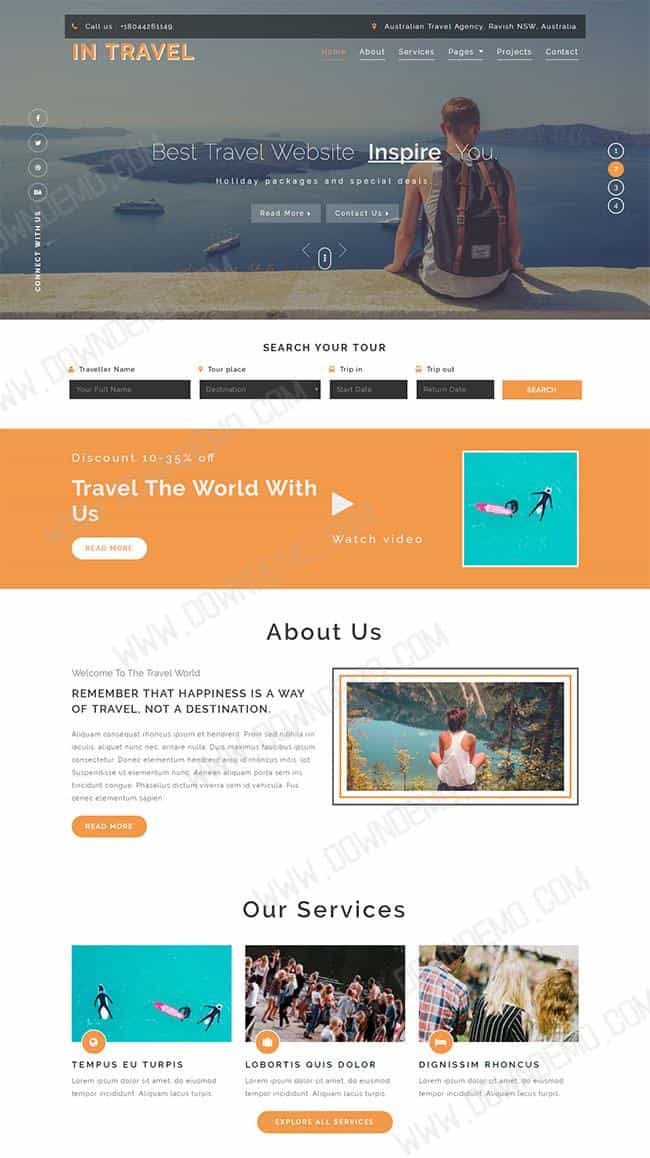 Call us : +18044261149
Australian Travel Agency, Ravish NSW, Australia.
IN TRAVEL
Home About Services Pages Projects Contact
Best Travel Website Inspire You.
Holiday packages and special deals.
Read More Contact Us
CONNECT WITH US
1
2
3
4
SEARCH YOUR TOUR
Traveller Name Tour place Trip in Trip out
Your Full Name Destination Start Date Return Date SEARCH
Discount 10-35% off
Travel The World With
Us
READ MORE
Watch video
About Us
Welcome To The Travel World
REMEMBER THAT HAPPINESS IS A WAY
OF TRAVEL, NOT A DESTINATION.
Aliquam consequat rhoncus ipsum et hendrerit. Proin sed nibhla nin
iaculis, aliquet nunc nec, ornare nulla. Duis maximus faucibus ipsum
consectetur. Donec elementum hendrerit arco id rhoncus initis. lot
Suspendisse ut elementum nunc. Aenean aliquam porta sem ins
tincidunt congue. Phasellus dictum viverra sem id vehicula. Fus
cenec elementum sapien
READ MORE
Our Services
TEMPUS EU TURPIS
Lorem ipsum dolor sit amet, do eiusmod
tempor incididunt. Aliquam lacus turpis.
LOBORTIS QUIS DOLOR
Lorem ipsum dolor sit amet, do eiusmod
tempor incididunt. Aliquam lacus turpis.
DIGNISSIM RHONCUS
Lorem ipsum dolor sit amet, do eiusmod
tempor incididunt. Aliquam lacus turpis.
EXPLORE ALL SERVICES
WWW.DOWNDEMO.COM